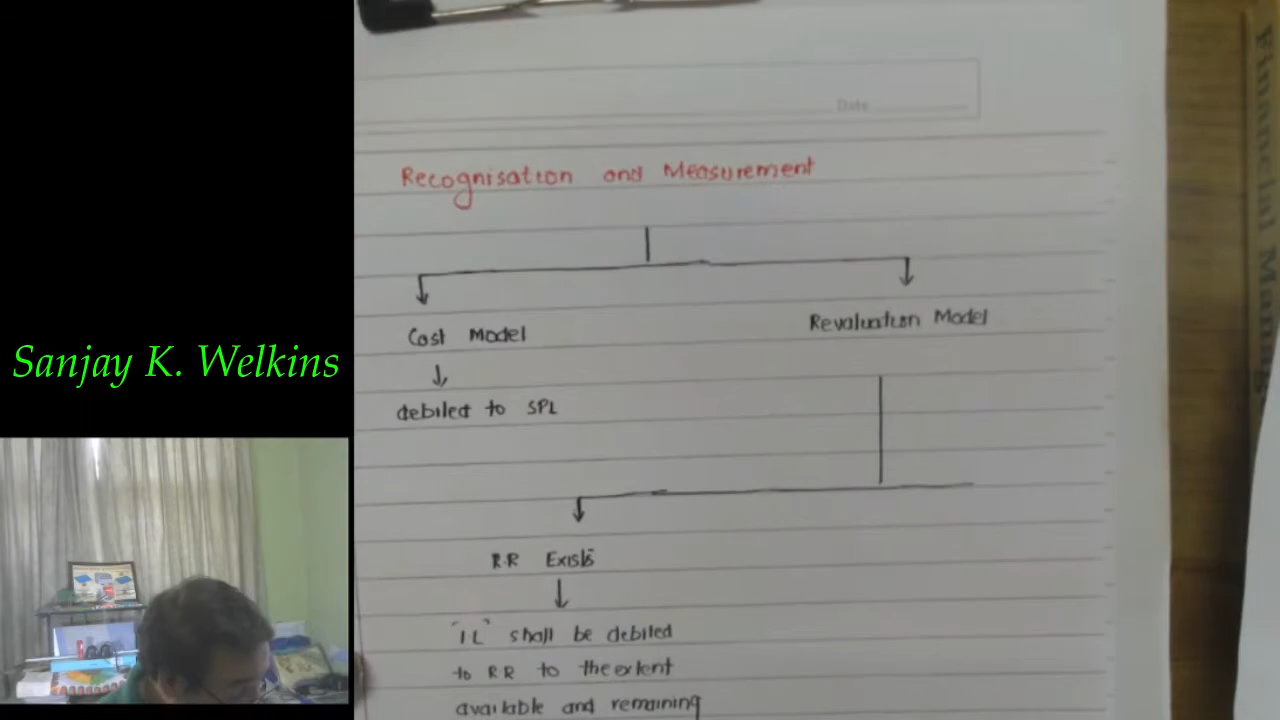 Date
Recognisation and Measurement
Cost Model
Revaluation Model
debited to SPL
R.R Exists
"IL" shall be debited
to RR to the extent
available and remaining
Sanjay K. Welkins